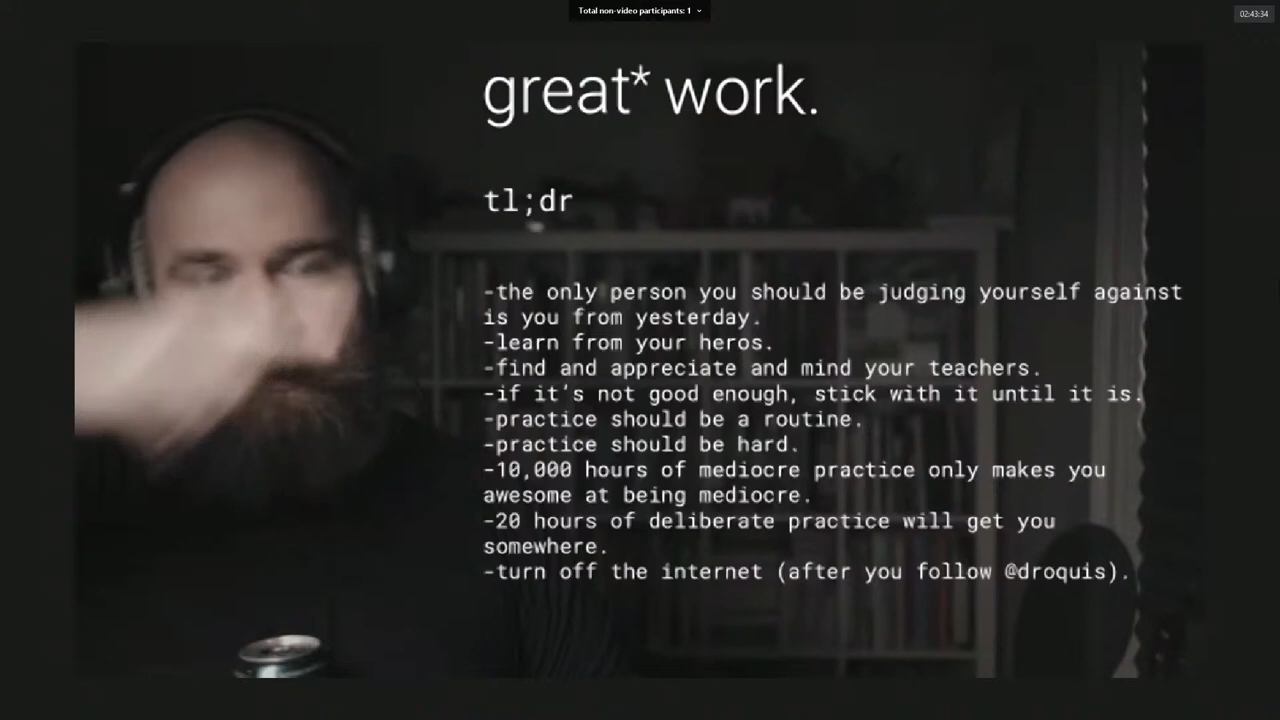 Total non-video participants: 1
02:43:34
great* work.
tl;dr
-the only person you should be judging yourself against
is you from yesterday.
-learn from your heros.
-find and appreciate and mind your teachers.
-if it's not good enough, stick with it until it is.
-practice should be a routine.
-practice should be hard.
-10,000 hours of mediocre practice only makes you
awesome at being mediocre.
-20 hours of deliberate practice will get you
somewhere.
-turn off the internet (after you follow @droquis).